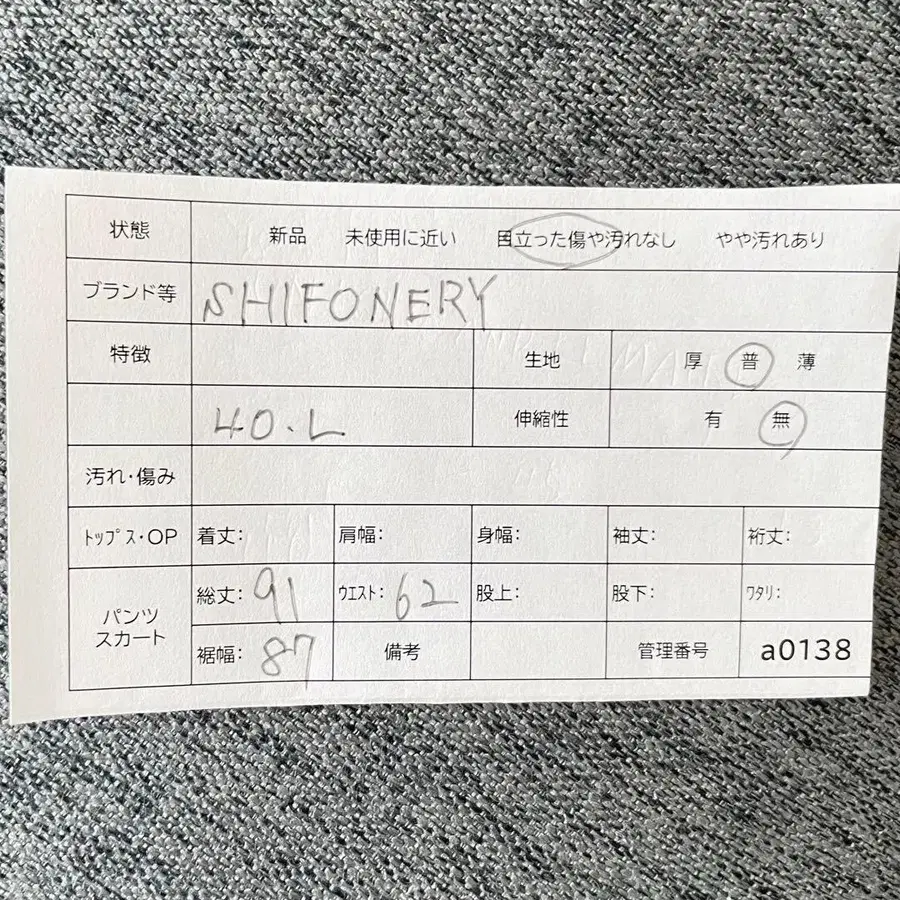 状態 新品 未使用に近い 目立った傷や汚れなし やや汚れあり
ブランド等 SHIFONERY
特徴 生地 厚 普 薄
40.L 伸縮性 有 無
汚れ・傷み
トップス・OP 着丈: 肩幅: 身幅: 袖丈: 裄丈:
パンツ スカート 総丈: 91 ウエスト: 62 股上: 股下: ワタリ:
裾幅: 87 備考 管理番号 a0138